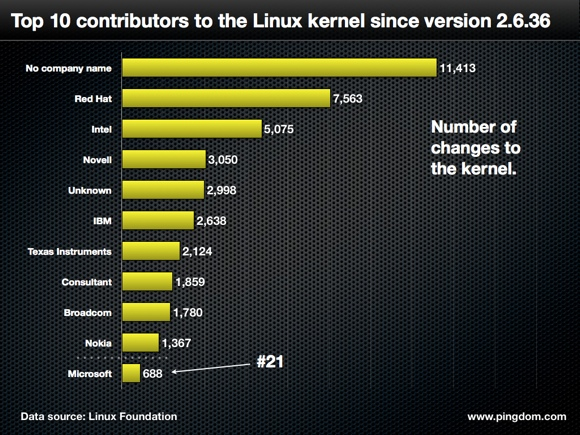 Top 10 contributors to the Linux kernel since version 2.6.36
No company name 11,413
Red Hat 7,563
Intel 5,075
Number of
changes to
the kernel.
Novell 3,050
Unknown 2,998
IBM 2,638
Texas Instruments 2,124
Consultant 1,859
Broadcom 1,780
Nokia 1,367
#21
Microsoft 688
Data source: Linux Foundation
www.pingdom.com